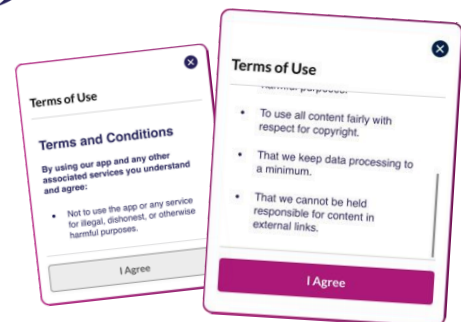 Terms of Use
Terms and Conditions
By using our app and any other
associated services you understand
and agree:
• Not to use the app or any service
for illegal, dishonest, or otherwise
harmful purposes.
I Agree
Terms of Use
harmful purposes.
• To use all content fairly with
respect for copyright.
• That we keep data processing to
a minimum.
• That we cannot be held
responsible for content in
external links.
I Agree